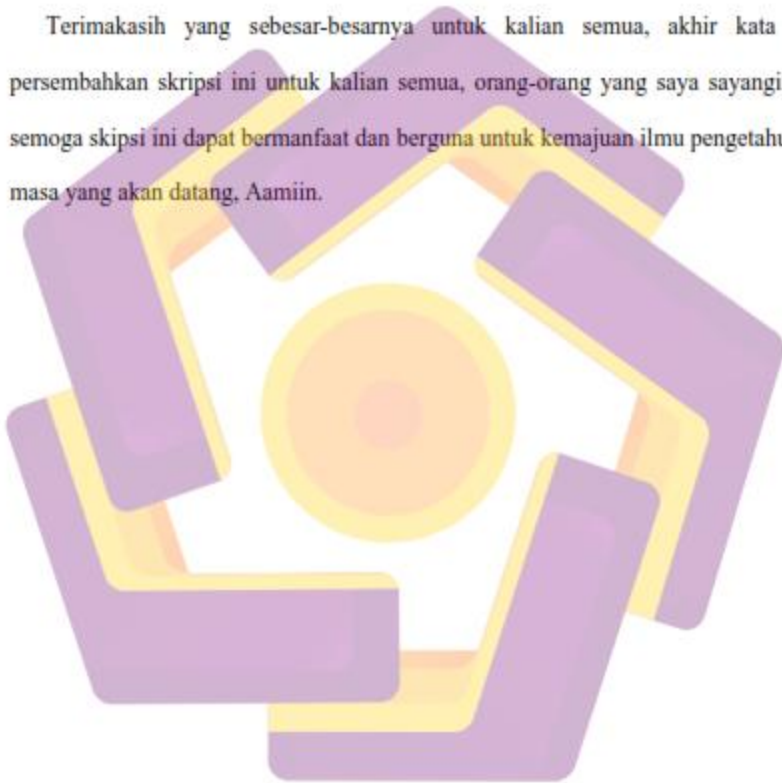 Terimakasih yang sebesar-besarnya untuk kalian semua, akhir kata
persembahkan skripsi ini untuk kalian semua, orang-orang yang saya sayangi
semoga skipsi ini dapat bermanfaat dan berguna untuk kemajuan ilmu
masa yang akan datang, Aamiin.